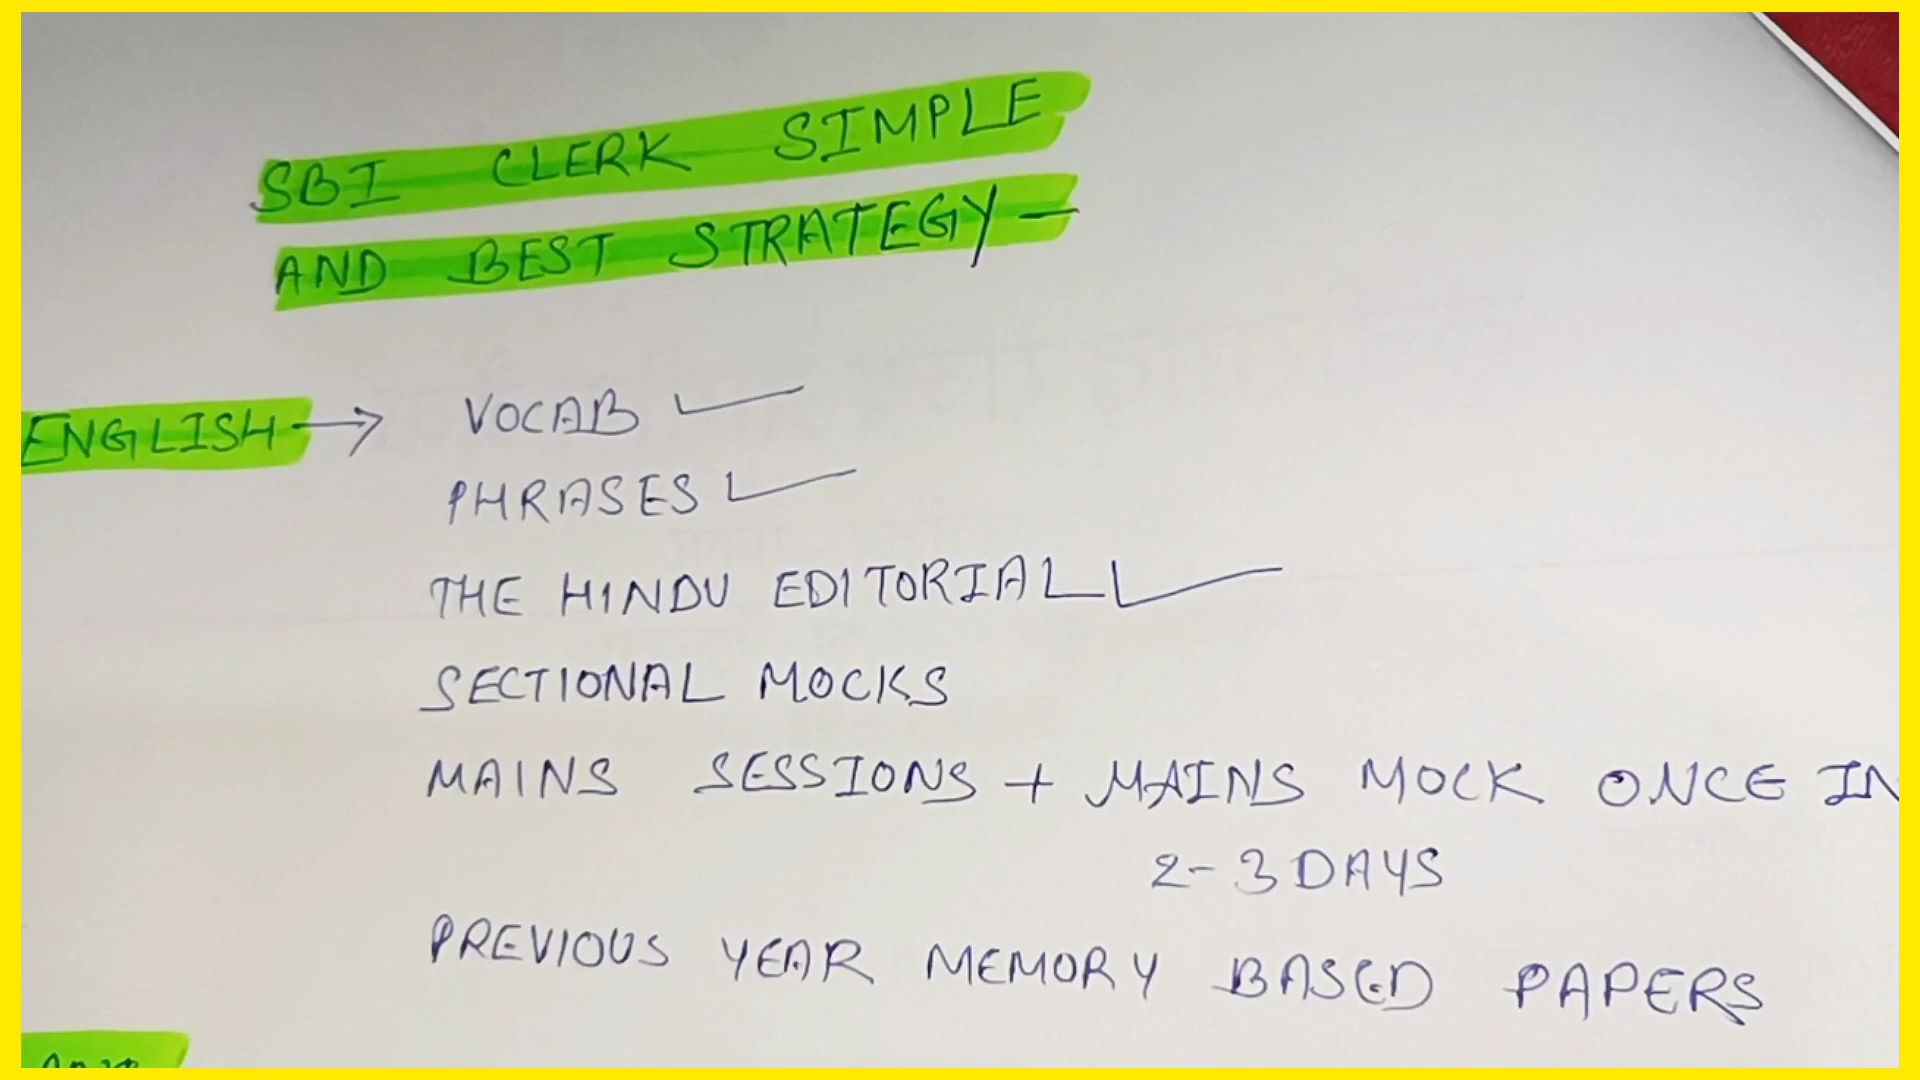 SBI CLERK SIMPLE
AND BEST STRATEGY -
ENGLISH → VOCAB ✓
PHRASES ✓
THE HINDU EDITORIAL ✓
SECTIONAL MOCKS
MAINS SESSIONS + MAINS MOCK ONCE IN
2-3 DAYS
PREVIOUS YEAR MEMORY BASED PAPERS